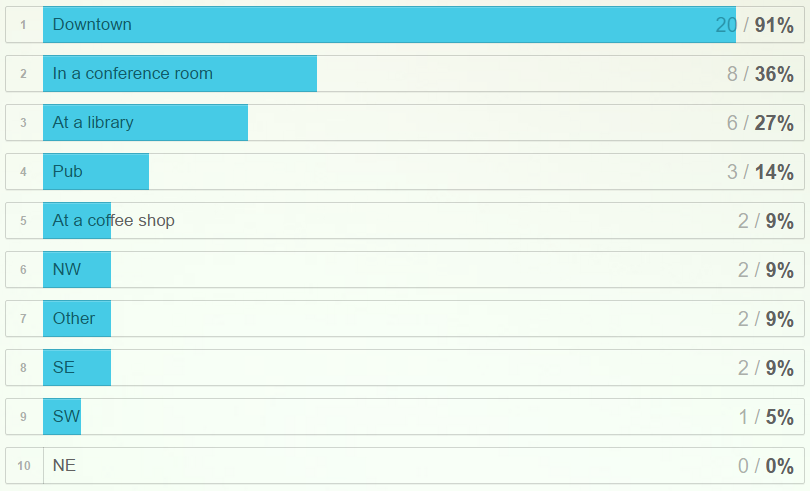 1 Downtown 20 / 91%
2 In a conference room 8 / 36%
3 At a library 6 / 27%
4 Pub 3 / 14%
5 At a coffee shop 2 / 9%
6 NW 2 / 9%
7 Other 2 / 9%
8 SE 2 / 9%
9 SW 1 / 5%
10 NE 0 / 0%